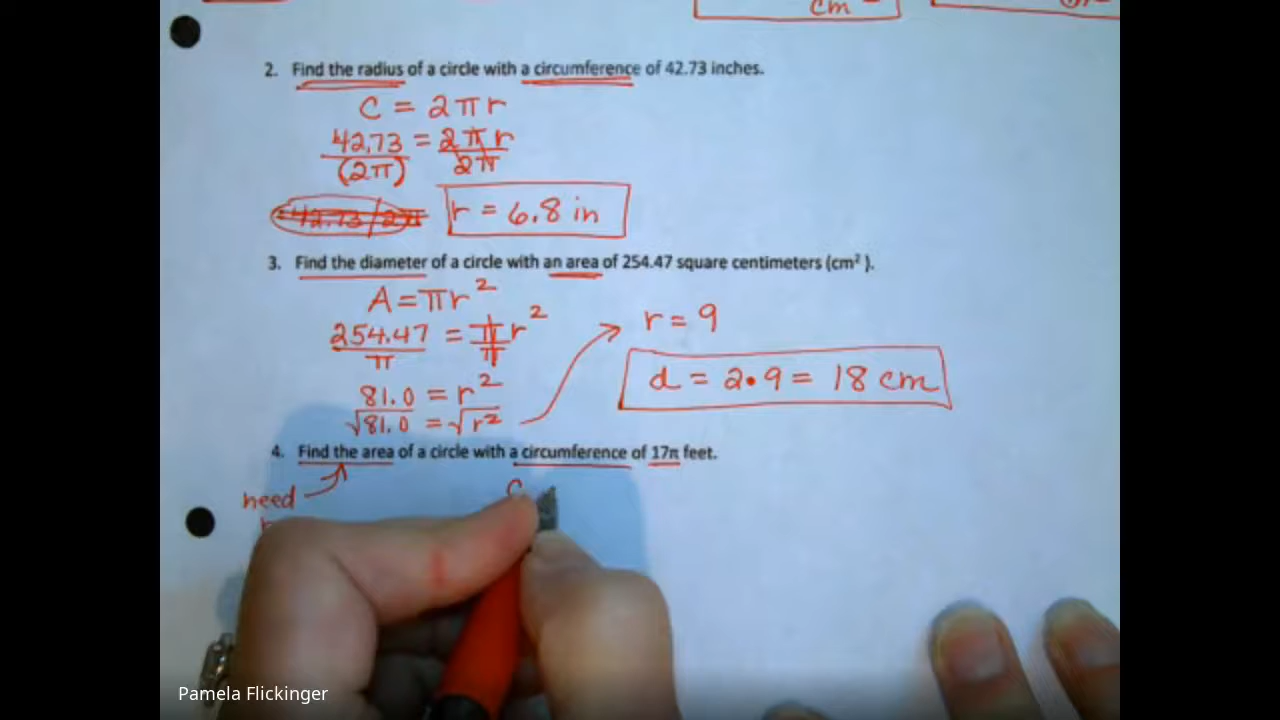 cm
2. Find the radius of a circle with a circumference of 42.73 inches.
C = 2πr
42.73 = 2πr
(2π) 2π
r = 6.8 in
3. Find the diameter of a circle with an area of 254.47 square centimeters (cm² ).
A = πr²
254.47 = πr²
π π
81.0 = r²
√81.0 = √r²
r = 9
d = 2•9 = 18 cm
4. Find the area of a circle with a circumference of 17π feet.
need
C
Pamela Flickinger